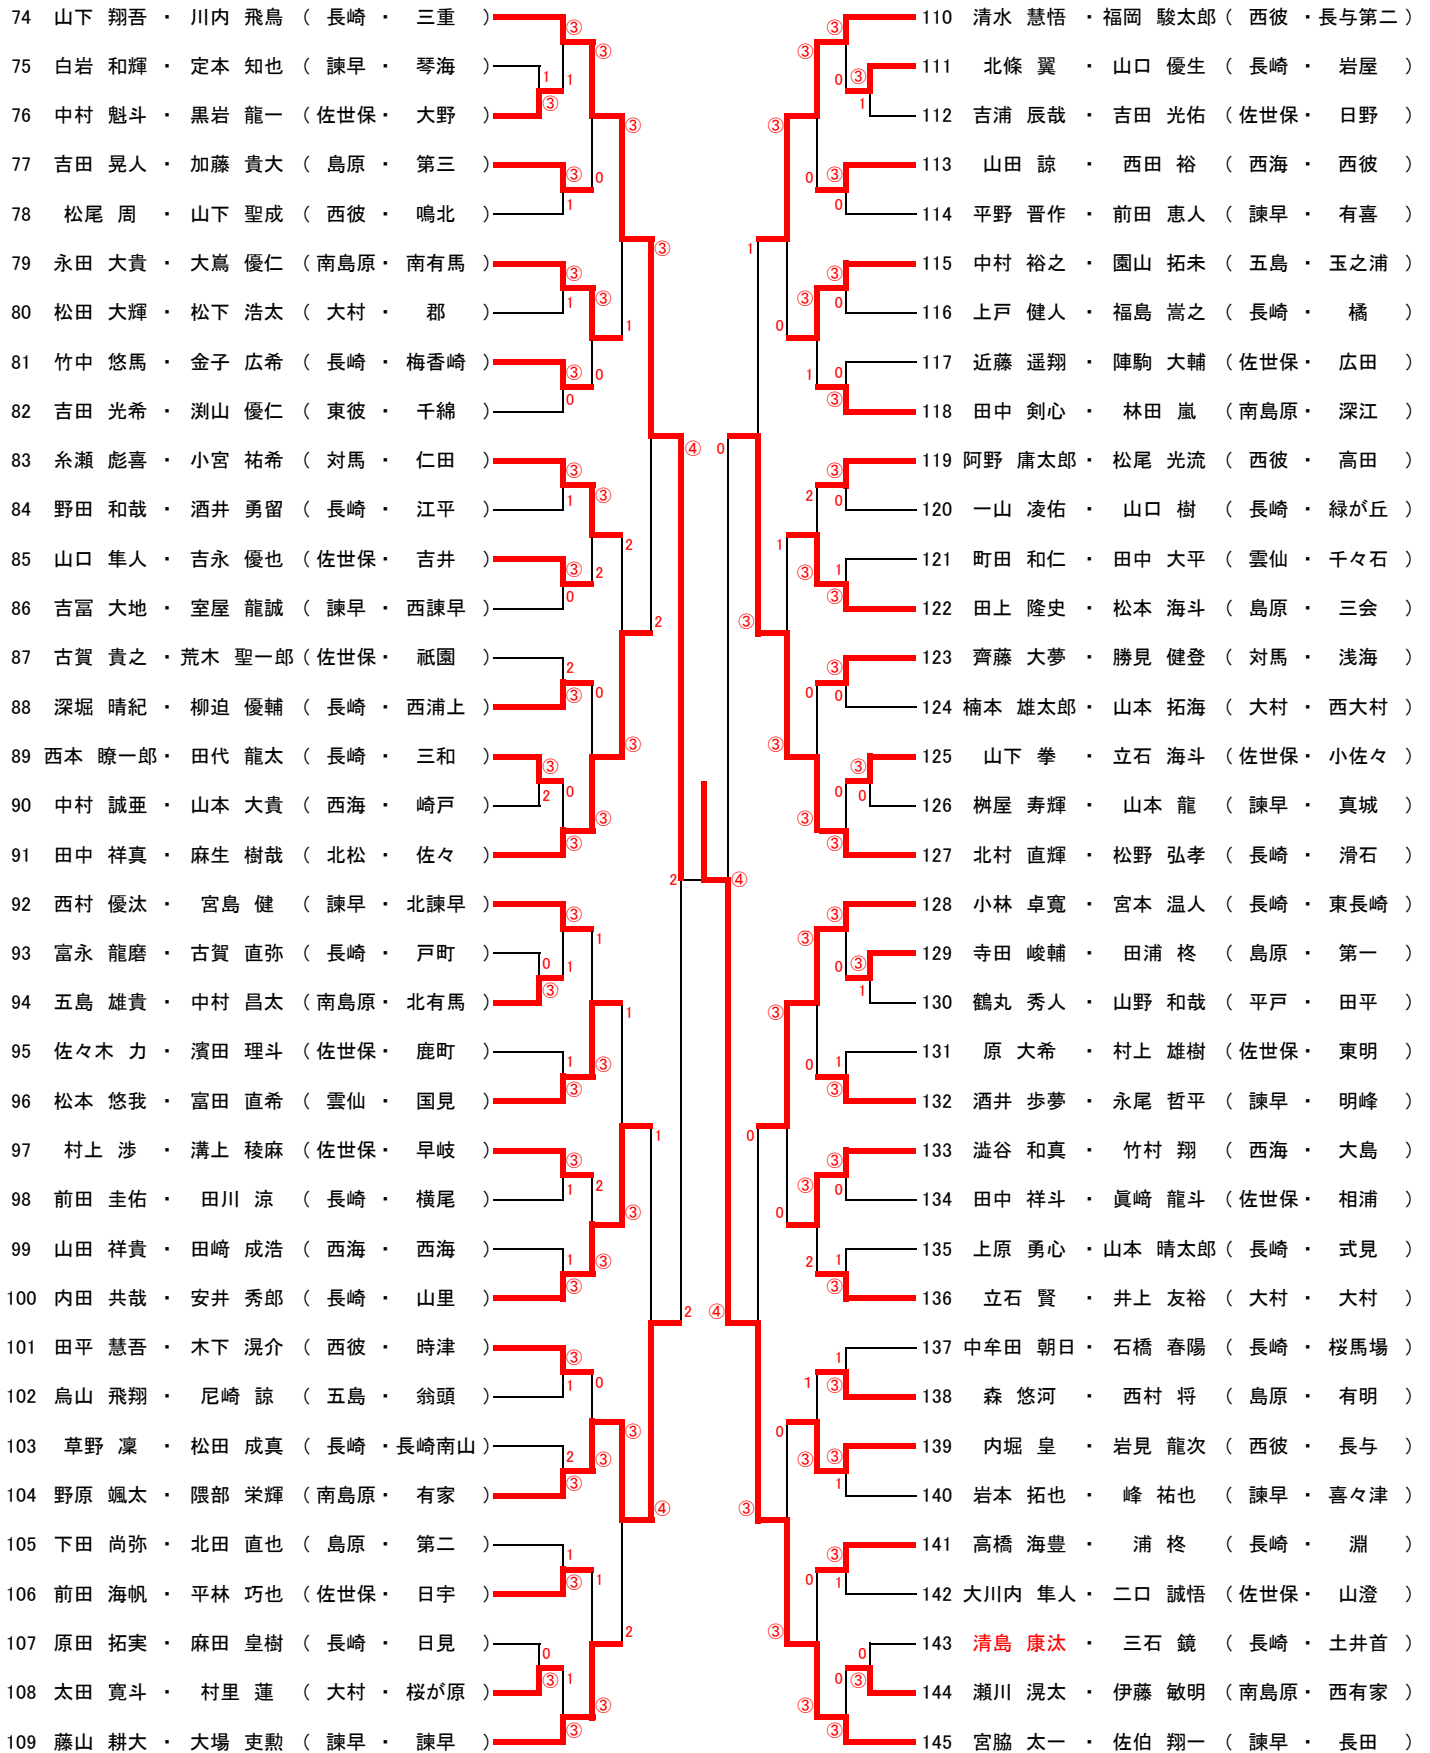 74 山下 翔吾 ・ 川内 飛鳥 ( 長崎 ・ 三重 )
75 白岩 和輝 ・ 定本 知也 ( 諫早 ・ 琴海 )
76 中村 魁斗 ・ 黒岩 龍一 ( 佐世保 ・ 大野 )
77 吉田 晃人 ・ 加藤 貴大 ( 島原 ・ 第三 )
78 松尾 周 ・ 山下 聖成 ( 西彼 ・ 鳴北 )
79 永田 大貴 ・ 大嶌 優仁 ( 南島原 ・ 南有馬 )
80 松田 大輝 ・ 松下 浩太 ( 大村 ・ 郡 )
81 竹中 悠馬 ・ 金子 広希 ( 長崎 ・ 梅香崎 )
82 吉田 光希 ・ 渕山 優仁 ( 東彼 ・ 千綿 )
83 糸瀬 彪喜 ・ 小宮 祐希 ( 対馬 ・ 仁田 )
84 野田 和哉 ・ 酒井 勇留 ( 長崎 ・ 江平 )
85 山口 隼人 ・ 吉永 優也 ( 佐世保 ・ 吉井 )
86 吉冨 大地 ・ 室屋 龍誠 ( 諫早 ・ 西諫早 )
87 古賀 貴之 ・ 荒木 聖一郎 ( 佐世保 ・ 祇園 )
88 深堀 晴紀 ・ 柳迫 優輔 ( 長崎 ・ 西浦上 )
89 西本 暸一郎 ・ 田代 龍太 ( 長崎 ・ 三和 )
90 中村 誠亜 ・ 山本 大貴 ( 西海 ・ 崎戸 )
91 田中 祥真 ・ 麻生 樹哉 ( 北松 ・ 佐々 )
92 西村 優汰 ・ 宮島 健 ( 諫早 ・ 北諫早 )
93 富永 龍磨 ・ 古賀 直弥 ( 長崎 ・ 戸町 )
94 五島 雄貴 ・ 中村 昌太 ( 南島原 ・ 北有馬 )
95 佐々木 力 ・ 濱田 理斗 ( 佐世保 ・ 鹿町 )
96 松本 悠我 ・ 富田 直希 ( 雲仙 ・ 国見 )
97 村上 渉 ・ 溝上 稜麻 ( 佐世保 ・ 早岐 )
98 前田 圭佑 ・ 田川 涼 ( 長崎 ・ 横尾 )
99 山田 祥貴 ・ 田﨑 成浩 ( 西海 ・ 西海 )
100 内田 共哉 ・ 安井 秀郎 ( 長崎 ・ 山里 )
101 田平 慧吾 ・ 木下 滉介 ( 西彼 ・ 時津 )
102 烏山 飛翔 ・ 尼崎 諒 ( 五島 ・ 翁頭 )
103 草野 凜 ・ 松田 成真 ( 長崎 ・ 長崎南山 )
104 野原 颯太 ・ 隈部 栄輝 ( 南島原 ・ 有家 )
105 下田 尚弥 ・ 北田 直也 ( 島原 ・ 第二 )
106 前田 海帆 ・ 平林 巧也 ( 佐世保 ・ 日宇 )
107 原田 拓実 ・ 麻田 皇樹 ( 長崎 ・ 日見 )
108 太田 寛斗 ・ 村里 蓮 ( 大村 ・ 桜が原 )
109 藤山 耕大 ・ 大場 吏勲 ( 諫早 ・ 諫早 )
110 清水 慧悟 ・ 福岡 駿太郎 ( 西彼 ・ 長与第二 )
111 北條 翼 ・ 山口 優生 ( 長崎 ・ 岩屋 )
112 吉浦 辰哉 ・ 吉田 光佑 ( 佐世保 ・ 日野 )
113 山田 諒 ・ 西田 裕 ( 西海 ・ 西彼 )
114 平野 晋作 ・ 前田 恵人 ( 諫早 ・ 有喜 )
115 中村 裕之 ・ 園山 拓未 ( 五島 ・ 玉之浦 )
116 上戸 健人 ・ 福島 嵩之 ( 長崎 ・ 橘 )
117 近藤 遥翔 ・ 陣駒 大輔 ( 佐世保 ・ 広田 )
118 田中 剣心 ・ 林田 嵐 ( 南島原 ・ 深江 )
119 阿野 庸太郎 ・ 松尾 光流 ( 西彼 ・ 高田 )
120 一山 凌佑 ・ 山口 樹 ( 長崎 ・ 緑が丘 )
121 町田 和仁 ・ 田中 大平 ( 雲仙 ・ 千々石 )
122 田上 隆史 ・ 松本 海斗 ( 島原 ・ 三会 )
123 齊藤 大夢 ・ 勝見 健登 ( 対馬 ・ 浅海 )
124 楠本 雄太郎 ・ 山本 拓海 ( 大村 ・ 西大村 )
125 山下 拳 ・ 立石 海斗 ( 佐世保 ・ 小佐々 )
126 桝屋 寿輝 ・ 山本 龍 ( 諫早 ・ 真城 )
127 北村 直輝 ・ 松野 弘孝 ( 長崎 ・ 滑石 )
128 小林 卓寛 ・ 宮本 温人 ( 長崎 ・ 東長崎 )
129 寺田 峻輔 ・ 田浦 柊 ( 島原 ・ 第一 )
130 鶴丸 秀人 ・ 山野 和哉 ( 平戸 ・ 田平 )
131 原 大希 ・ 村上 雄樹 ( 佐世保 ・ 東明 )
132 酒井 歩夢 ・ 永尾 哲平 ( 諫早 ・ 明峰 )
133 澁谷 和真 ・ 竹村 翔 ( 西海 ・ 大島 )
134 田中 祥斗 ・ 眞﨑 龍斗 ( 佐世保 ・ 相浦 )
135 上原 勇心 ・ 山本 晴太郎 ( 長崎 ・ 式見 )
136 立石 賢 ・ 井上 友裕 ( 大村 ・ 大村 )
137 中牟田 朝日 ・ 石橋 春陽 ( 長崎 ・ 桜馬場 )
138 森 悠河 ・ 西村 将 ( 島原 ・ 有明 )
139 内堀 皇 ・ 岩見 龍次 ( 西彼 ・ 長与 )
140 岩本 拓也 ・ 峰 祐也 ( 諫早 ・ 喜々津 )
141 高橋 海豊 ・ 浦 柊 ( 長崎 ・ 淵 )
142 大川内 隼人 ・ 二口 誠悟 ( 佐世保 ・ 山澄 )
143 清島 康汰 ・ 三石 鏡 ( 長崎 ・ 土井首 )
144 瀬川 滉太 ・ 伊藤 敏明 ( 南島原 ・ 西有家 )
145 宮脇 太一 ・ 佐伯 翔一 ( 諫早 ・ 長田 )